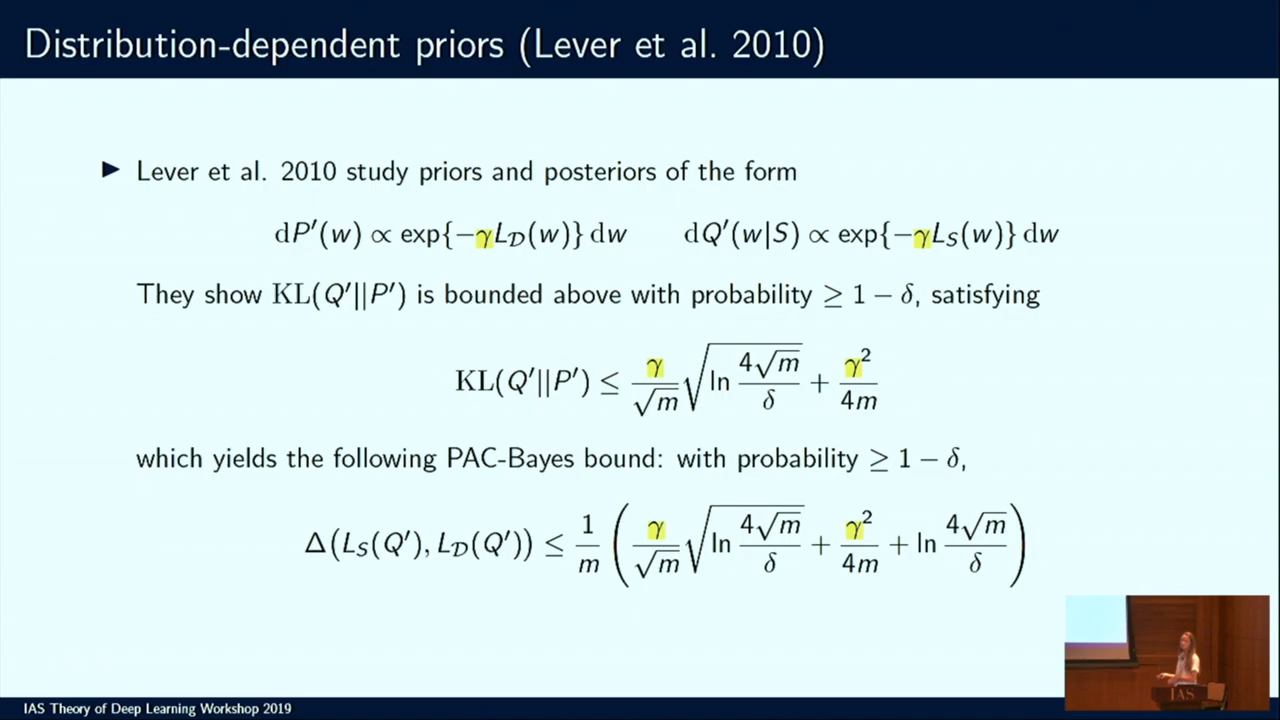 Distribution-dependent priors (Lever et al. 2010)
▶ Lever et al. 2010 study priors and posteriors of the form
dP′(w) ∝ exp{−γL_𝒟(w)} dw    dQ′(w|S) ∝ exp{−γL_S(w)} dw
They show KL(Q′||P′) is bounded above with probability ≥ 1 − δ, satisfying
KL(Q′||P′) ≤ γ/√m √(ln 4√m/δ) + γ²/4m
which yields the following PAC-Bayes bound: with probability ≥ 1 − δ,
Δ(L_S(Q′), L_𝒟(Q′)) ≤ 1/m (γ/√m √(ln 4√m/δ) + γ²/4m + ln 4√m/δ)
IAS
IAS Theory of Deep Learning Workshop 2019